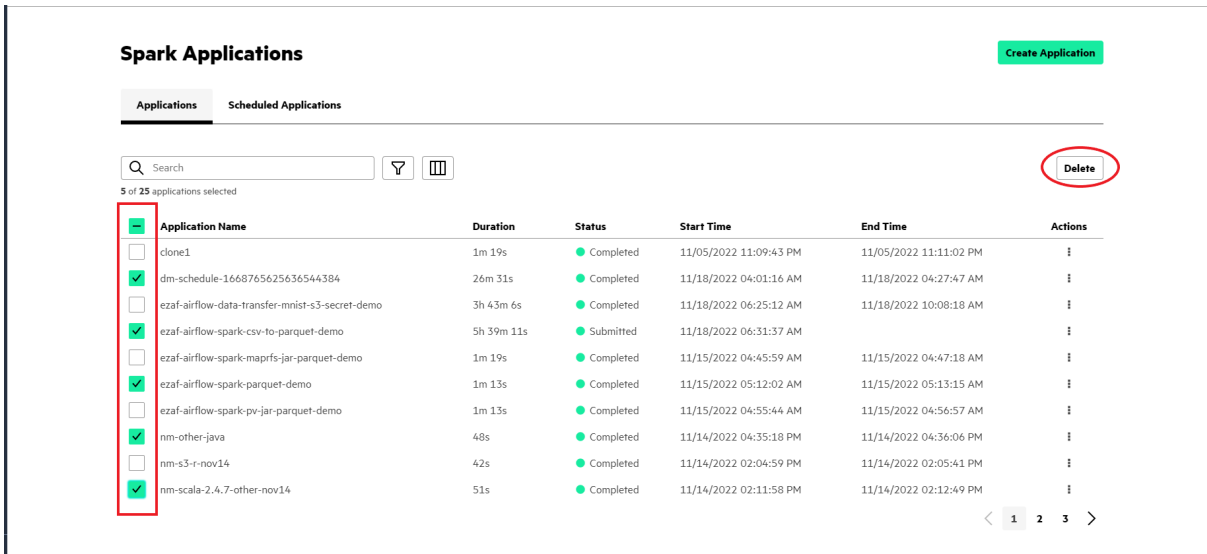 Spark Applications
Create Application
Applications Scheduled Applications
Search
Delete
5 of 25 applications selected
Application Name Duration Status Start Time End Time Actions
clone1 1m 19s Completed 11/05/2022 11:09:43 PM 11/05/2022 11:11:02 PM
dm-schedule-1668765625636544384 26m 31s Completed 11/18/2022 04:01:16 AM 11/18/2022 04:27:47 AM
ezaf-airflow-data-transfer-mnist-s3-secret-demo 3h 43m 6s Completed 11/18/2022 06:25:12 AM 11/18/2022 10:08:18 AM
ezaf-airflow-spark-csv-to-parquet-demo 5h 39m 11s Submitted 11/18/2022 06:31:37 AM
ezaf-airflow-spark-maprfs-jar-parquet-demo 1m 19s Completed 11/15/2022 04:45:59 AM 11/15/2022 04:47:18 AM
ezaf-airflow-spark-parquet-demo 1m 13s Completed 11/15/2022 05:12:02 AM 11/15/2022 05:13:15 AM
ezaf-airflow-spark-pv-jar-parquet-demo 1m 13s Completed 11/15/2022 04:55:44 AM 11/15/2022 04:56:57 AM
nm-other-java 48s Completed 11/14/2022 04:35:18 PM 11/14/2022 04:36:06 PM
nm-s3-r-nov14 42s Completed 11/14/2022 02:04:59 PM 11/14/2022 02:05:41 PM
nm-scala-2.4.7-other-nov14 51s Completed 11/14/2022 02:11:58 PM 11/14/2022 02:12:49 PM
1 2 3